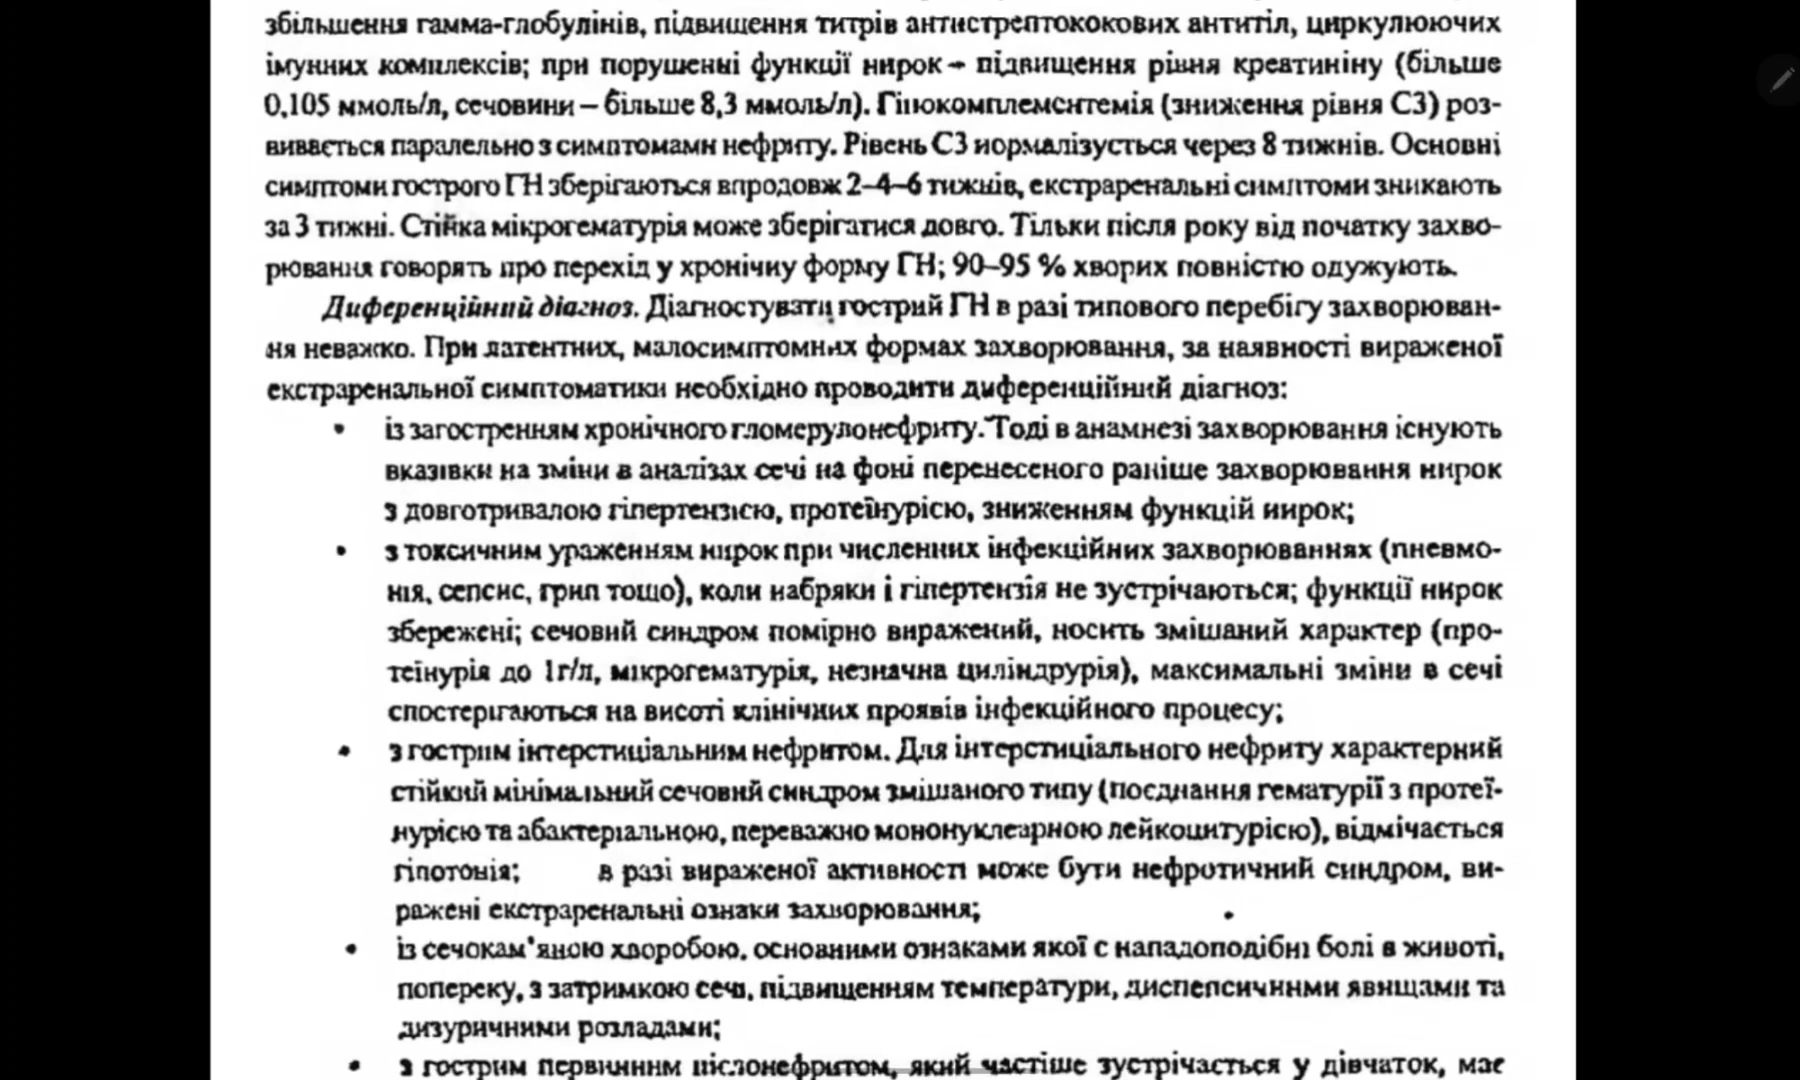 збільшення гамма-глобулінів, підвищення титрів антистрептококових антитіл, циркулюючих
імунних комплексів; при порушенні функції нирок – підвищення рівня креатиніну (більше
0,105 ммоль/л, сечовини – більше 8,3 ммоль/л). Гіпокомплементемія (зниження рівня С3) роз-
вивається паралельно з симптомами нефриту. Рівень С3 нормалізується через 8 тижнів. Основні
симптоми гострого ГН зберігаються впродовж 2–4–6 тижнів, екстраренальні симптоми зникають
за 3 тижні. Стійка мікрогематурія може зберігатися довго. Тільки після року від початку захво-
рювання говорять про перехід у хронічну форму ГН; 90–95 % хворих повністю одужують.
Диференційний діагноз. Діагностувати гострий ГН в разі типового перебігу захворюван-
ня неважко. При латентних, малосимптомних формах захворювання, за наявності вираженої
екстраренальної симптоматики необхідно проводити диференційний діагноз:
• із загостренням хронічного гломерулонефриту. Тоді в анамнезі захворювання існують
вказівки на зміни в аналізах сечі на фоні перенесеного раніше захворювання нирок
з довготривалою гіпертензією, протеїнурією, зниженням функцій нирок;
• з токсичним ураженням нирок при численних інфекційних захворюваннях (пневмо-
нія, сепсис, грип тощо), коли набряки і гіпертензія не зустрічаються; функції нирок
збережені; сечовий синдром помірно виражений, носить змішаний характер (про-
теїнурія до 1г/л, мікрогематурія, незначна циліндрурія), максимальні зміни в сечі
спостерігаються на висоті клінічних проявів інфекційного процесу;
• з гострим інтерстиціальним нефритом. Для інтерстиціального нефриту характерний
стійкий мінімальний сечовий синдром змішаного типу (поєднання гематурії з протеї-
нурією та абактеріальною, переважно мононуклеарною лейкоцитурією), відмічається
гіпотонія; в разі вираженої активності може бути нефротичний синдром, ви-
ражені екстраренальні ознаки захворювання;
• із сечокам'яною хворобою, основними ознаками якої є нападоподібні болі в животі,
попереку, з затримкою сечі, підвищенням температури, диспепсичними явищами та
дизуричними розладами;
• з гострим первинним пієлонефритом, який частіше зустрічається у дівчаток, має